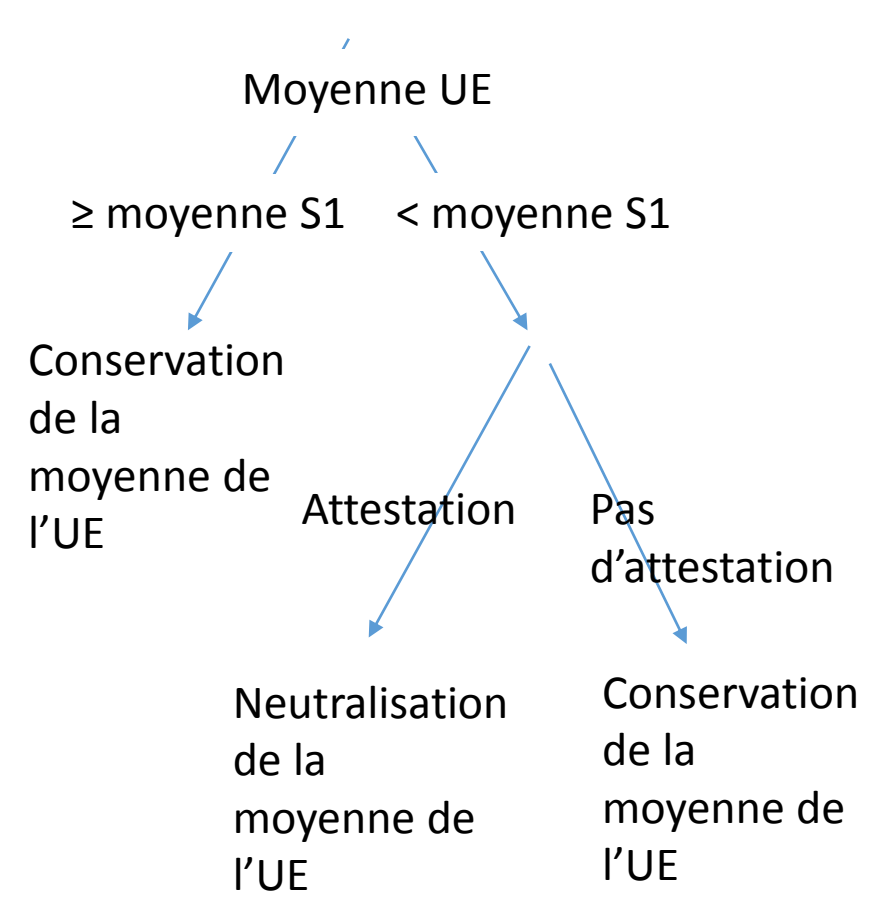 Moyenne UE
≥ moyenne S1
< moyenne S1
Conservation
de la
moyenne de
l’UE
Attestation
Pas
d’attestation
Neutralisation
de la
moyenne de
l’UE
Conservation
de la
moyenne de
l’UE